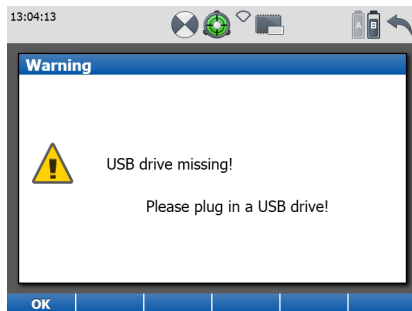 13:04:13
A B
Warning
USB drive missing!
Please plug in a USB drive!
OK